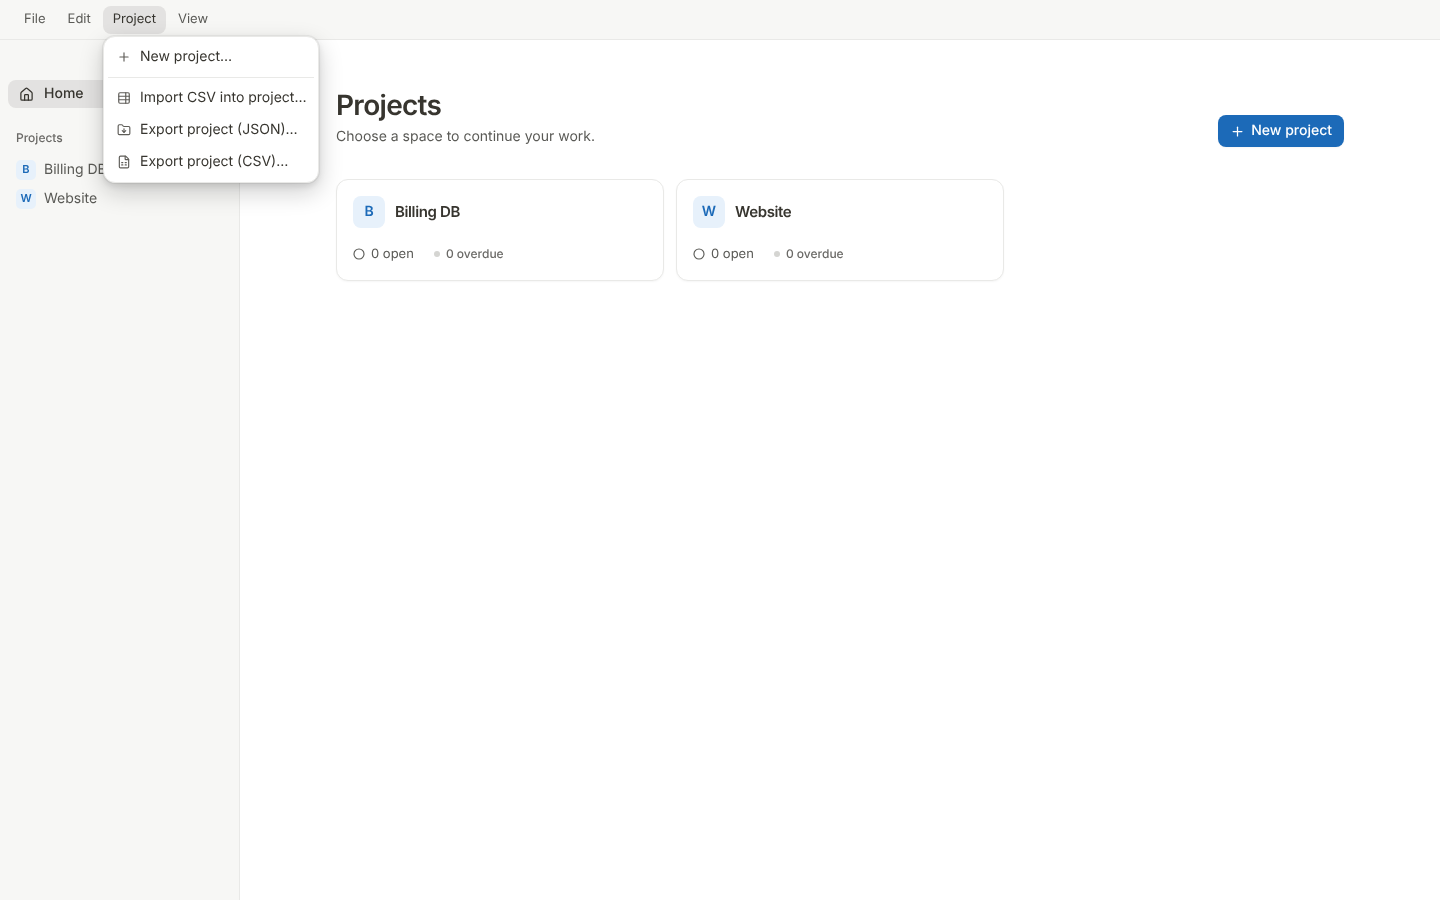 File Edit Project View
New project...
Import CSV into project...
Export project (JSON)...
Export project (CSV)...
Home
Projects
B Billing DB
W Website
Projects
Choose a space to continue your work.
New project
B Billing DB
0 open 0 overdue
W Website
0 open 0 overdue